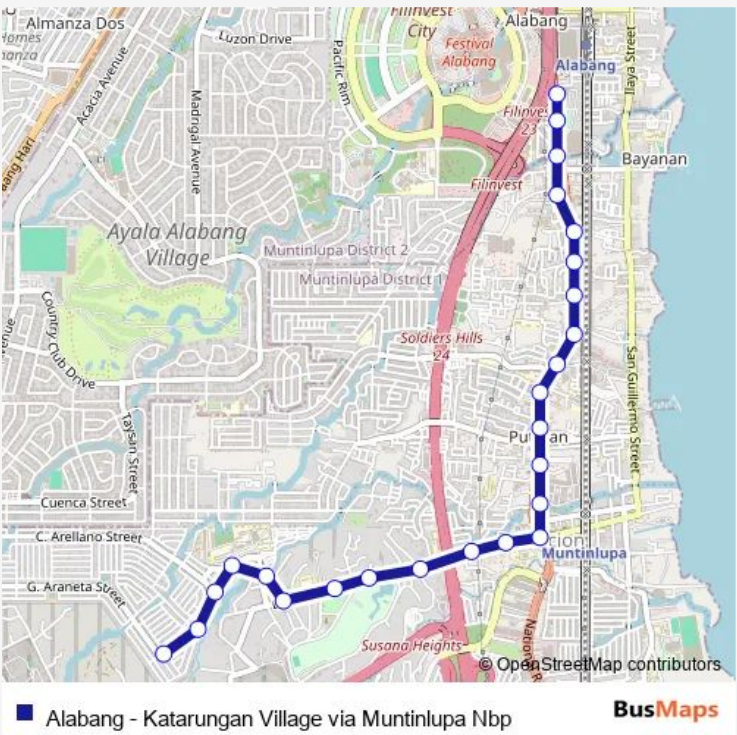 Almanza Dos
Filinvest
City
Alabang
Luzon Drive
Festival
Alabang
Alabang
Ilaya Street
Acacia Avenue
Pacific Rim
Madrigal Avenue
23
Bayanan
Filinvest
Ayala Alabang
Village
Muntinlupa District 2
Muntinlupa District 1
Country Club Drive
Soldiers Hills
24
San Guillermo Street
Taysan Street
Cuenca Street
C. Arellano Street
Muntinlupa
G. Araneta Street
Susana Heights
© OpenStreetMap contributors
Alabang - Katarungan Village via Muntinlupa Nbp
BusMaps